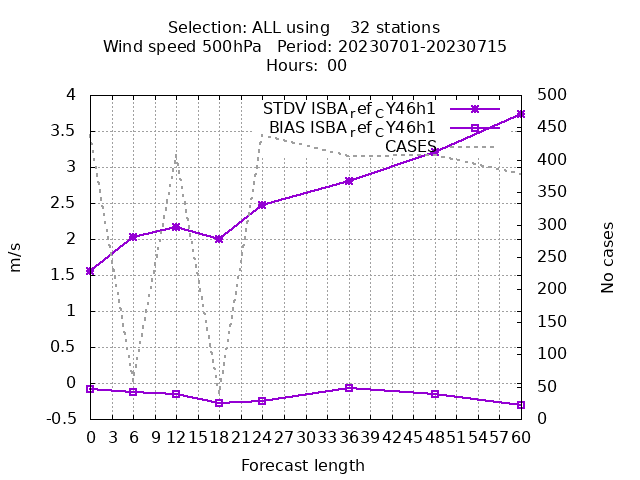 Selection: ALL using    32 stations
Wind speed 500hPa   Period: 20230701-20230715
Hours:  00
STDV ISBA_ref_CY46h1
BIAS ISBA_ref_CY46h1
CASES
4
3.5
3
2.5
2
1.5
1
0.5
0
-0.5
m/s
500
450
400
350
300
250
200
150
100
50
0
No cases
0 3 6 9 12 15 18 21 24 27 30 33 36 39 42 45 48 51 54 57 60
Forecast length